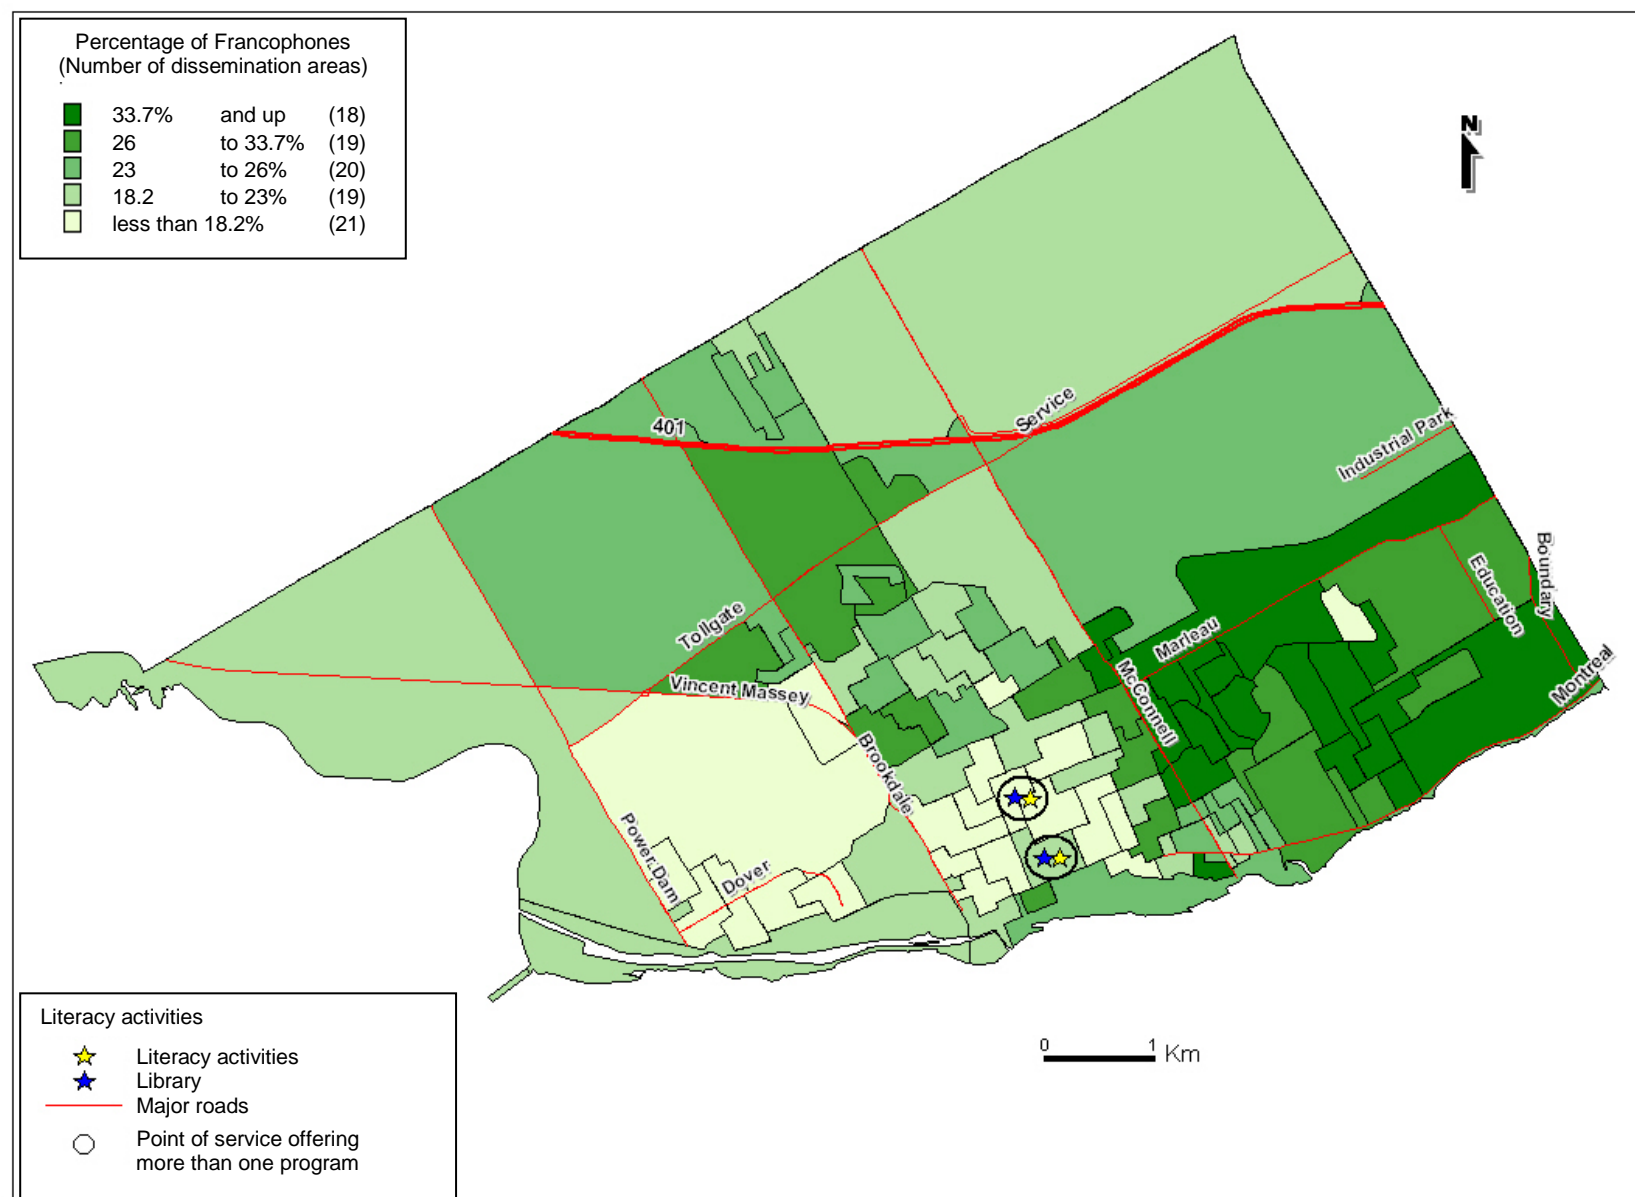 Percentage of Francophones
(Number of dissemination areas)
33.7% and up (18)
26 to 33.7% (19)
23 to 26% (20)
18.2 to 23% (19)
less than 18.2% (21)
N
401
Service
Industrial Park
Boundary
Education
Tollgate
Marleau
Vincent Massey
McConnell
Montreal
Brookdale
Power Dam
Dover
0 1 Km
Literacy activities
Literacy activities
Library
Major roads
Point of service offering
more than one program